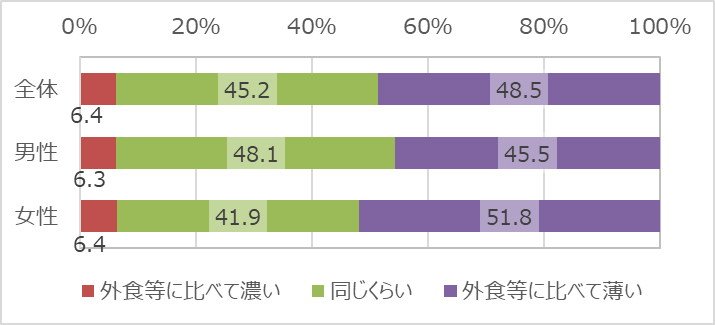 0% 20% 40% 60% 80% 100%
全体 45.2 48.5
6.4
男性 48.1 45.5
6.3
女性 41.9 51.8
6.4
外食等に比べて濃い 同じくらい 外食等に比べて薄い